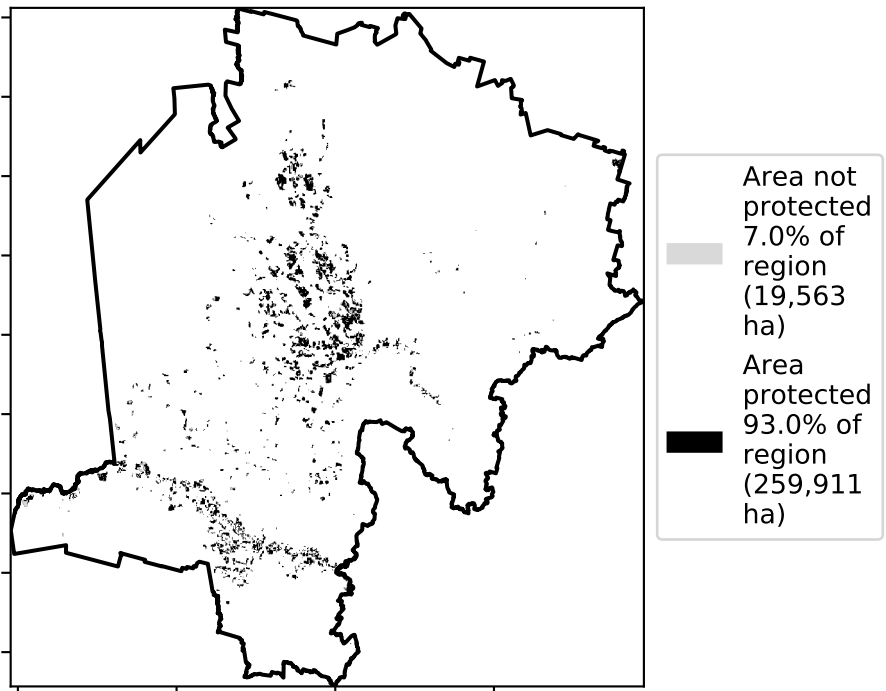 Area not
protected
7.0% of
region
(19,563
ha)
Area
protected
93.0% of
region
(259,911
ha)